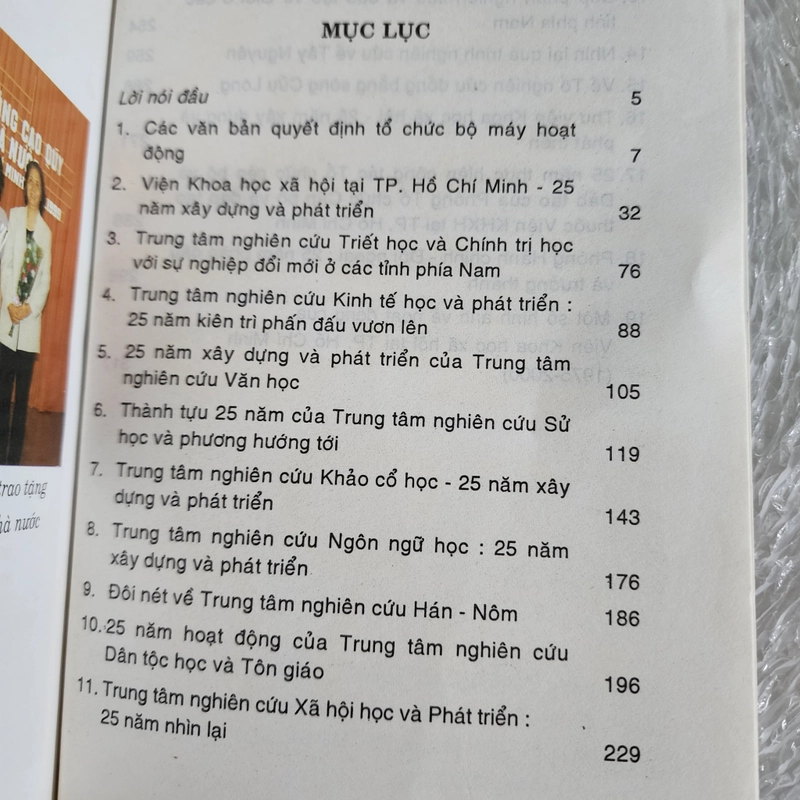 MỤC LỤC
Lời nói đầu 5
1. Các văn bản quyết định tổ chức bộ máy hoạt
động 7
2. Viện Khoa học xã hội tại TP. Hồ Chí Minh - 25
năm xây dựng và phát triển 32
3. Trung tâm nghiên cứu Triết học và Chính trị học
với sự nghiệp đổi mới ở các tỉnh phía Nam 76
4. Trung tâm nghiên cứu Kinh tế học và phát triển :
25 năm kiên trì phấn đấu vươn lên 88
5. 25 năm xây dựng và phát triển của Trung tâm
nghiên cứu Văn học 105
6. Thành tựu 25 năm của Trung tâm nghiên cứu Sử
học và phương hướng tới 119
7. Trung tâm nghiên cứu Khảo cổ học - 25 năm xây
dựng và phát triển 143
8. Trung tâm nghiên cứu Ngôn ngữ học : 25 năm
xây dựng và phát triển 176
9. Đôi nét về Trung tâm nghiên cứu Hán - Nôm 186
10. 25 năm hoạt động của Trung tâm nghiên cứu
Dân tộc học và Tôn giáo 196
11. Trung tâm nghiên cứu Xã hội học và Phát triển :
25 năm nhìn lại 229
CAO QUÝ
trao tặng
nước